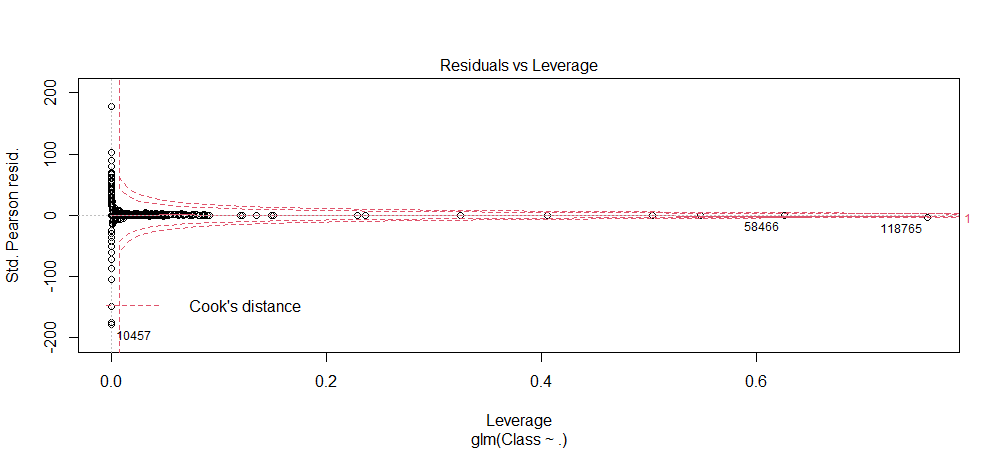 Residuals vs Leverage
Std. Pearson resid.
200
100
0
-100
-200
58466
118765
1
Cook's distance
10457
0.0 0.2 0.4 0.6
Leverage
glm(Class ~ .)